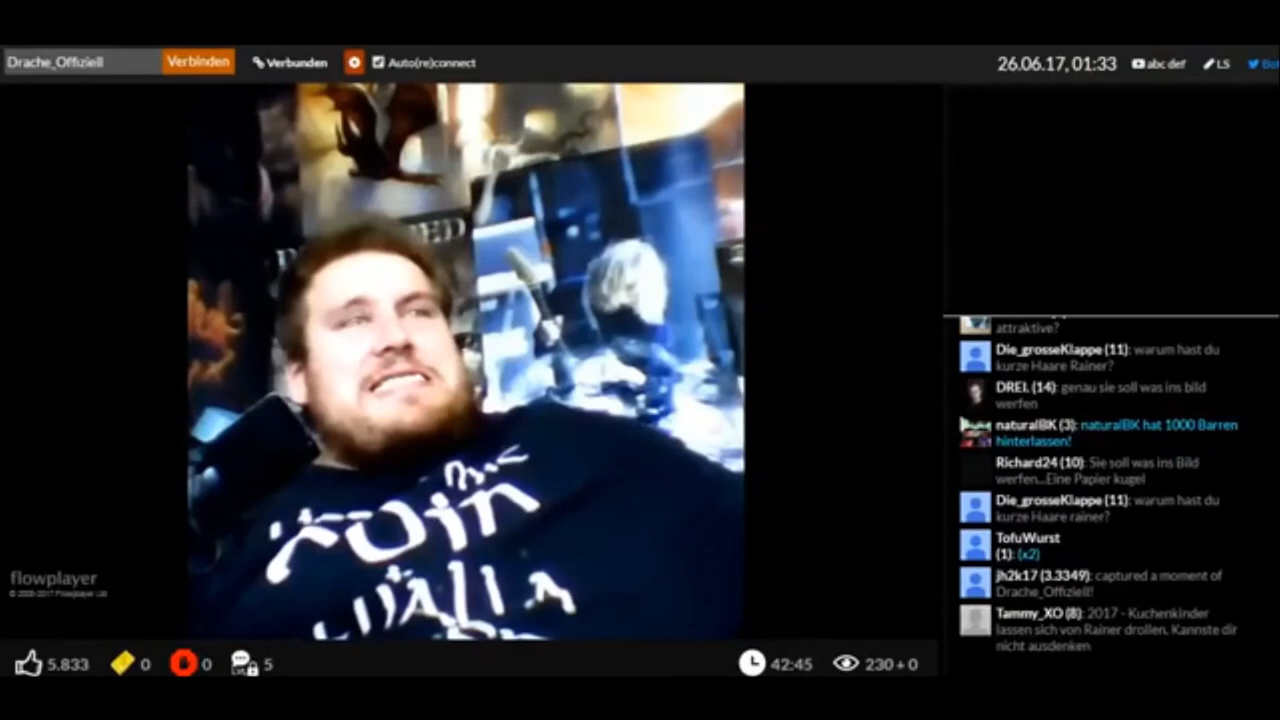 Drache_Offiziell Verbinden Verbunden Auto(re)connect 26.06.17, 01:33 abc def LS
attraktive?
Die_grosseKlappe (11): warum hast du
kurze Haare Rainer?
DREI. (14): genau sie soll was ins bild
werfen
naturalBK (3): naturalBK hat 1000 Barren
hinterlassen!
Richard24 (10): Sie soll was ins Bild
werfen...Eine Papier kugel
Die_grosseKlappe (11): warum hast du
kurze Haare rainer?
TofuWurst
(1): (x2)
jh2k17 (3.3349): captured a moment of
Drache_Offiziell!
Tammy_XO (8): 2017 - Kuchenkinder
lassen sich von Rainer drollen. Kannste dir
nicht ausdenken
flowplayer
5.833 0 0 5 42:45 230 + 0